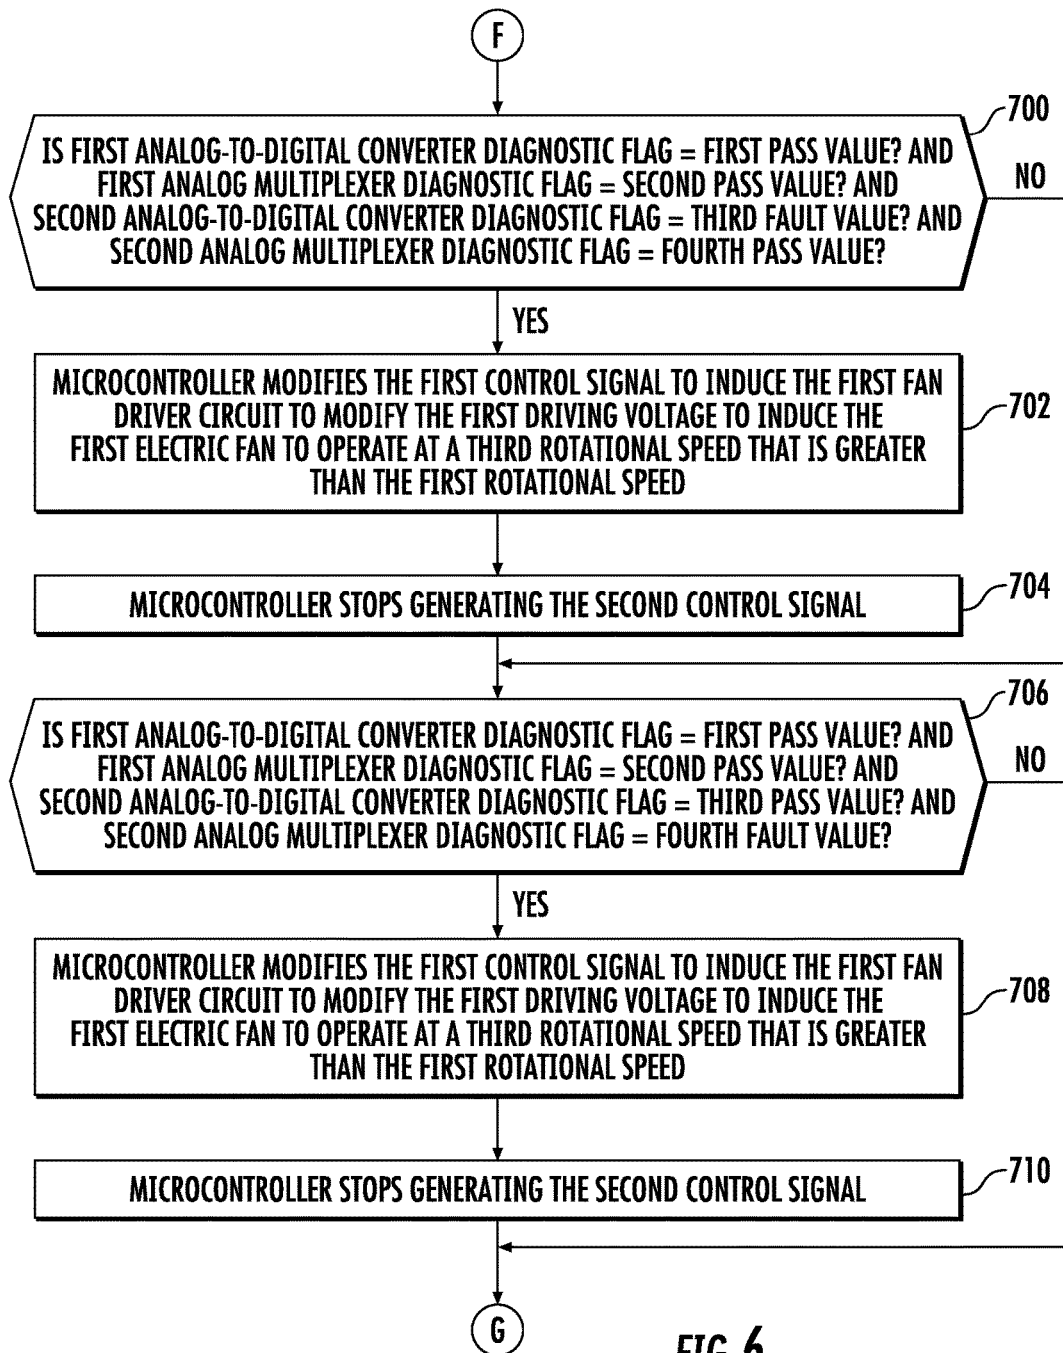 F
700
IS FIRST ANALOG-TO-DIGITAL CONVERTER DIAGNOSTIC FLAG = FIRST PASS VALUE? AND
FIRST ANALOG MULTIPLEXER DIAGNOSTIC FLAG = SECOND PASS VALUE? AND
SECOND ANALOG-TO-DIGITAL CONVERTER DIAGNOSTIC FLAG = THIRD FAULT VALUE? AND
SECOND ANALOG MULTIPLEXER DIAGNOSTIC FLAG = FOURTH PASS VALUE?
NO
YES
MICROCONTROLLER MODIFIES THE FIRST CONTROL SIGNAL TO INDUCE THE FIRST FAN
DRIVER CIRCUIT TO MODIFY THE FIRST DRIVING VOLTAGE TO INDUCE THE
FIRST ELECTRIC FAN TO OPERATE AT A THIRD ROTATIONAL SPEED THAT IS GREATER
THAN THE FIRST ROTATIONAL SPEED
702
MICROCONTROLLER STOPS GENERATING THE SECOND CONTROL SIGNAL
704
706
IS FIRST ANALOG-TO-DIGITAL CONVERTER DIAGNOSTIC FLAG = FIRST PASS VALUE? AND
FIRST ANALOG MULTIPLEXER DIAGNOSTIC FLAG = SECOND PASS VALUE? AND
SECOND ANALOG-TO-DIGITAL CONVERTER DIAGNOSTIC FLAG = THIRD PASS VALUE? AND
SECOND ANALOG MULTIPLEXER DIAGNOSTIC FLAG = FOURTH FAULT VALUE?
NO
YES
MICROCONTROLLER MODIFIES THE FIRST CONTROL SIGNAL TO INDUCE THE FIRST FAN
DRIVER CIRCUIT TO MODIFY THE FIRST DRIVING VOLTAGE TO INDUCE THE
FIRST ELECTRIC FAN TO OPERATE AT A THIRD ROTATIONAL SPEED THAT IS GREATER
THAN THE FIRST ROTATIONAL SPEED
708
MICROCONTROLLER STOPS GENERATING THE SECOND CONTROL SIGNAL
710
G
FIG. 6